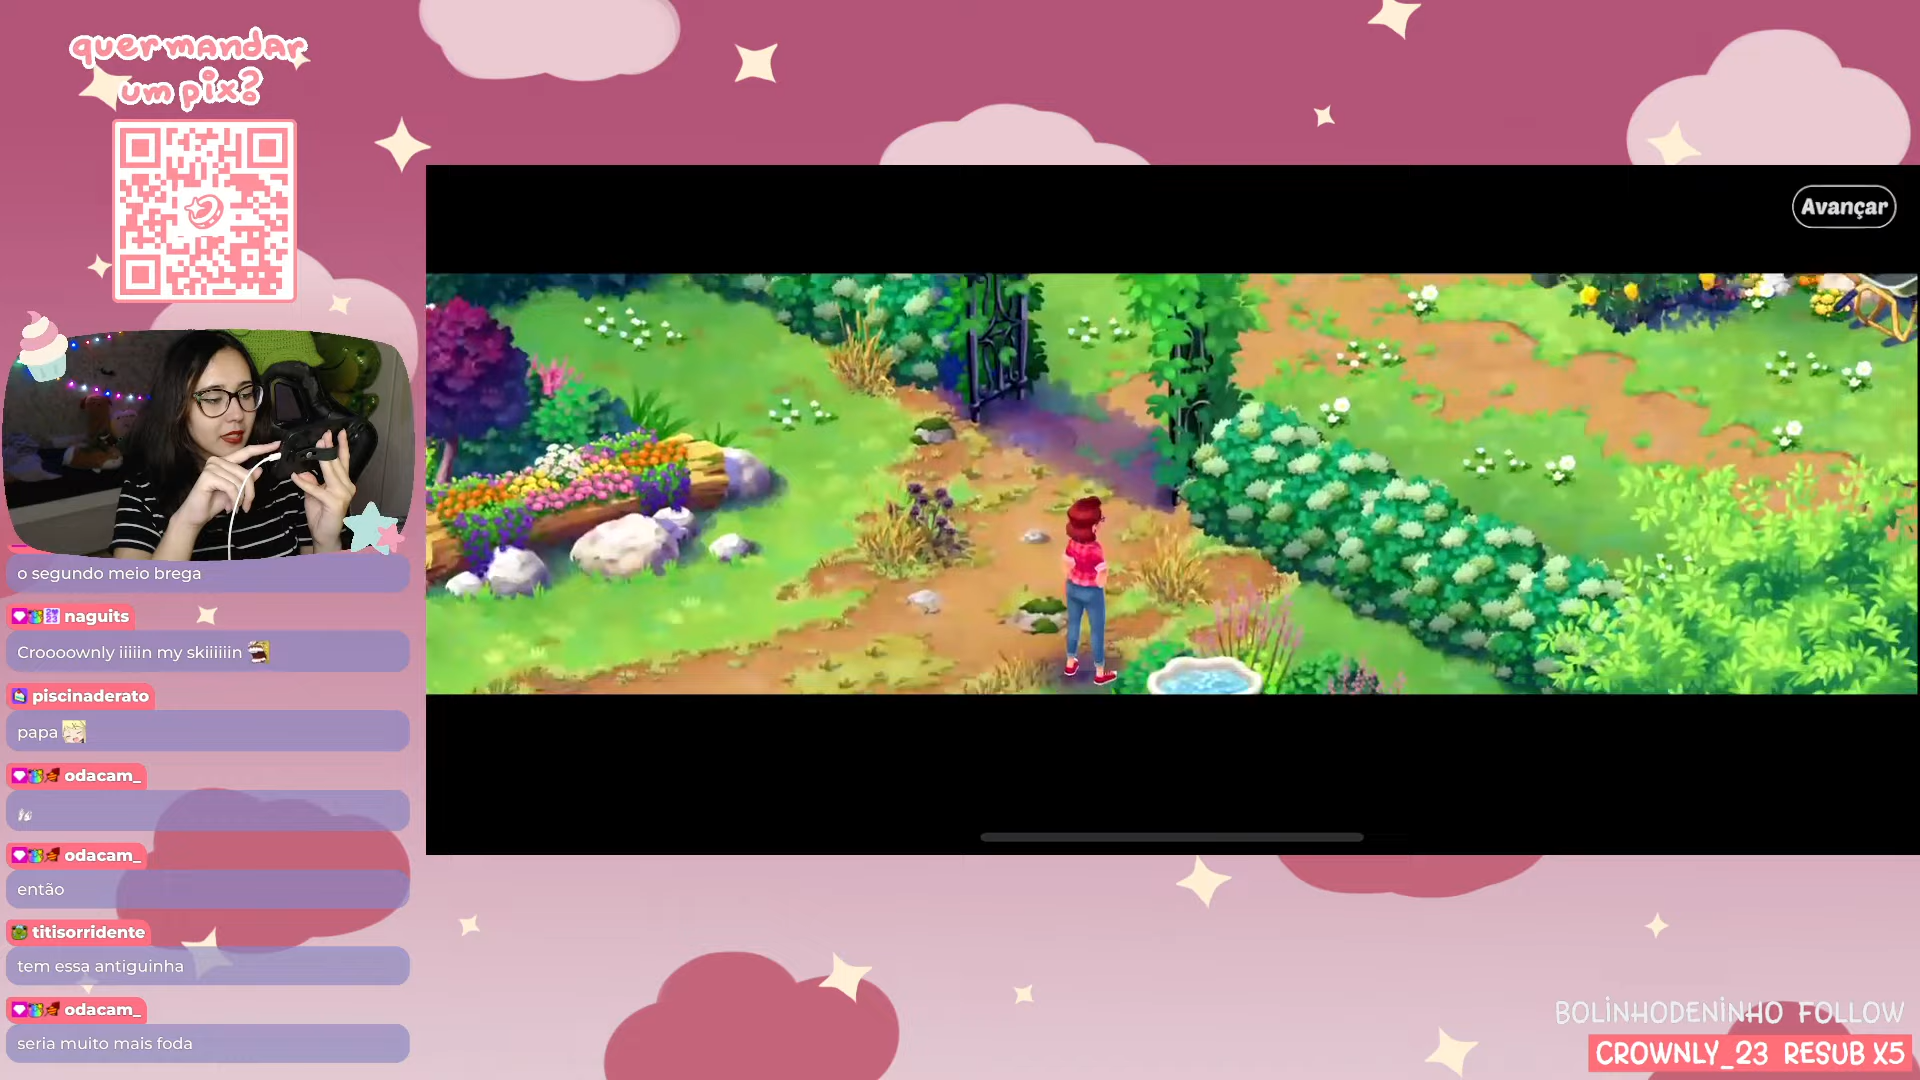 quer mandar
um pix?
Avançar
o segundo meio brega
naguits
Croooownly iiiiin my skiiiiiin
piscinaderato
papa
odacam_
odacam_
então
titisorridente
tem essa antiguinha
odacam_
seria muito mais foda
BOLINHODENINHO FOLLOW
CROWNLY_23 RESUB X5